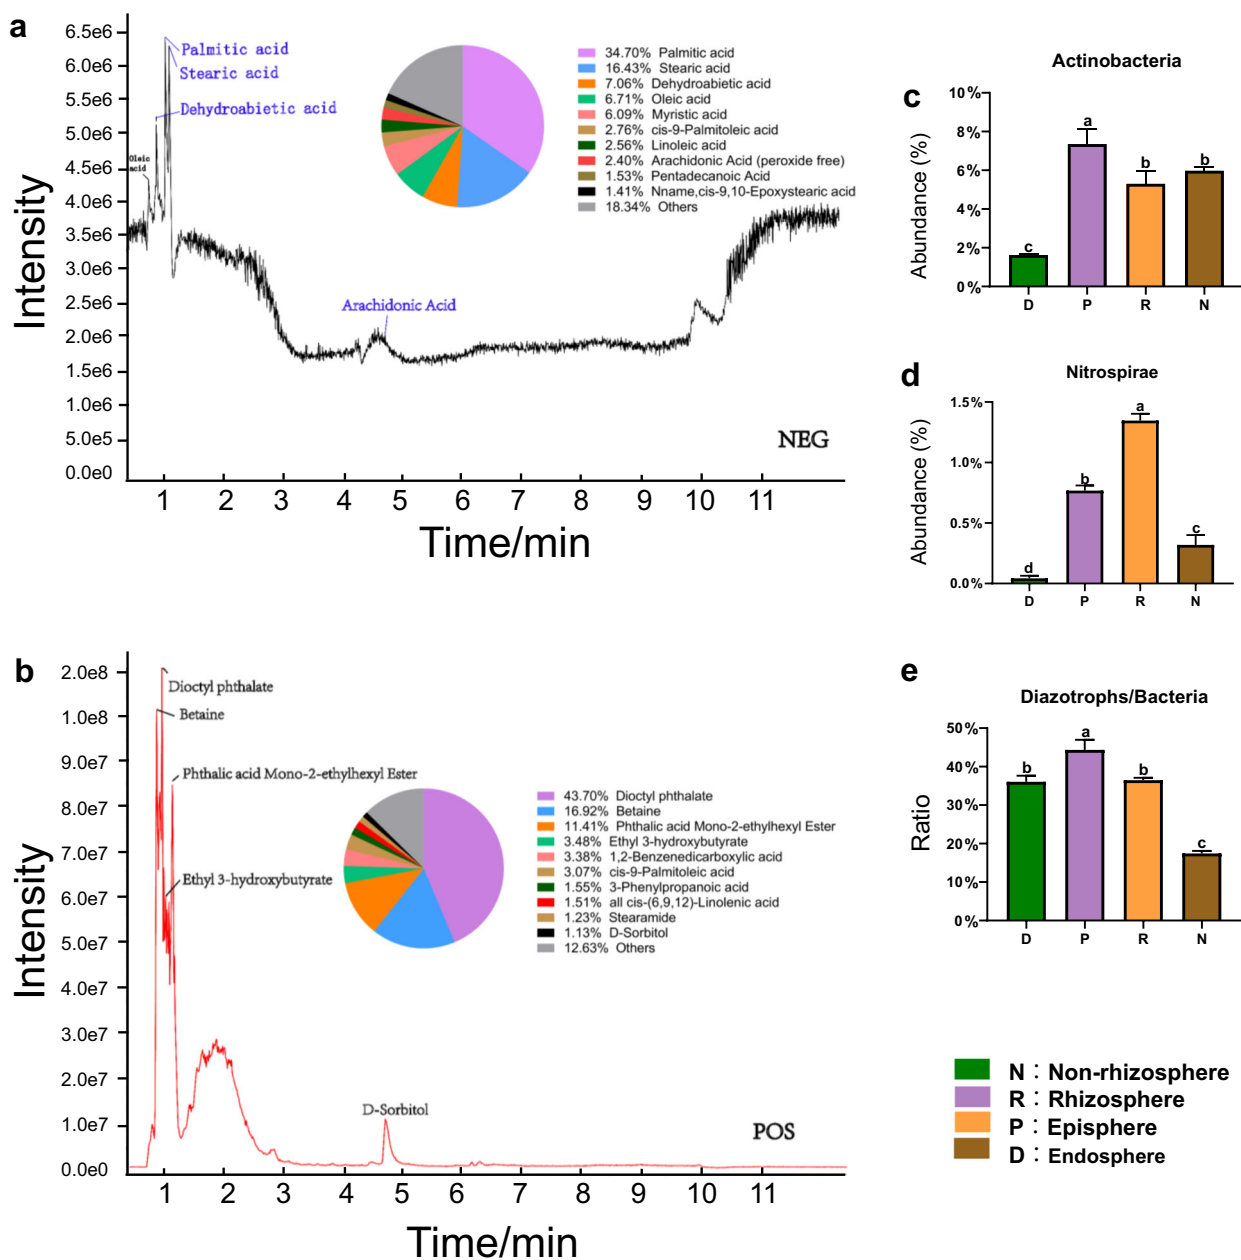 a
6.5e6
6.0e6
5.5e6
5.0e6
4.5e6
4.0e6
3.5e6
3.0e6
2.5e6
2.0e6
1.5e6
1.0e6
5.0e5
0.0e0
Intensity
Palmitic acid
Stearic acid
Dehydroabietic acid
Oleic
acid
Arachidonic Acid
NEG
34.70% Palmitic acid
16.43% Stearic acid
7.06% Dehydroabietic acid
6.71% Oleic acid
6.09% Myristic acid
2.76% cis-9-Palmitoleic acid
2.56% Linoleic acid
2.40% Arachidonic Acid (peroxide free)
1.53% Pentadecanoic Acid
1.41% Nname,cis-9,10-Epoxystearic acid
18.34% Others
1 2 3 4 5 6 7 8 9 10 11
Time/min
b
2.0e8
1.0e8
9.0e7
8.0e7
7.0e7
6.0e7
5.0e7
4.0e7
3.0e7
2.0e7
1.0e7
0.0e0
Intensity
Dioctyl phthalate
Betaine
Phthalic acid Mono-2-ethylhexyl Ester
Ethyl 3-hydroxybutyrate
D-Sorbitol
POS
43.70% Dioctyl phthalate
16.92% Betaine
11.41% Phthalic acid Mono-2-ethylhexyl Ester
3.48% Ethyl 3-hydroxybutyrate
3.38% 1,2-Benzenedicarboxylic acid
3.07% cis-9-Palmitoleic acid
1.55% 3-Phenylpropanoic acid
1.51% all cis-(6,9,12)-Linolenic acid
1.23% Stearamide
1.13% D-Sorbitol
12.63% Others
1 2 3 4 5 6 7 8 9 10 11
Time/min
c
Actinobacteria
10%
8%
6%
4%
2%
0%
Abundance (%)
c a b b
D P R N
d
Nitrospirae
1.5%
1.0%
0.5%
0.0%
Abundance (%)
d b a c
D P R N
e
Diazotrophs/Bacteria
50%
40%
30%
20%
10%
0%
Ratio
b a b c
D P R N
N : Non-rhizosphere
R : Rhizosphere
P : Episphere
D : Endosphere